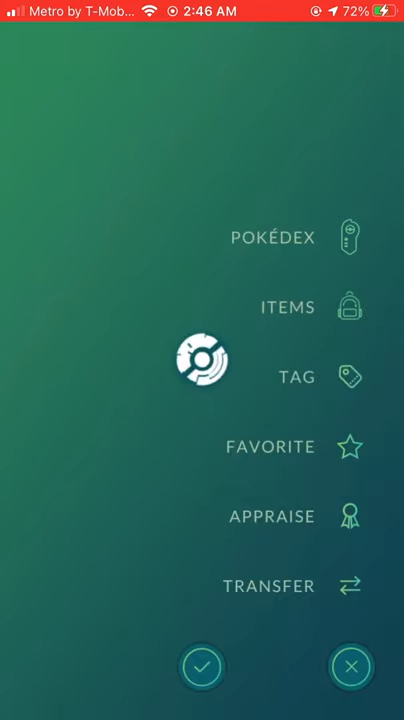 Metro by T-Mob... 2:46 AM 72%
POKÉDEX
ITEMS
TAG
FAVORITE
APPRAISE
TRANSFER